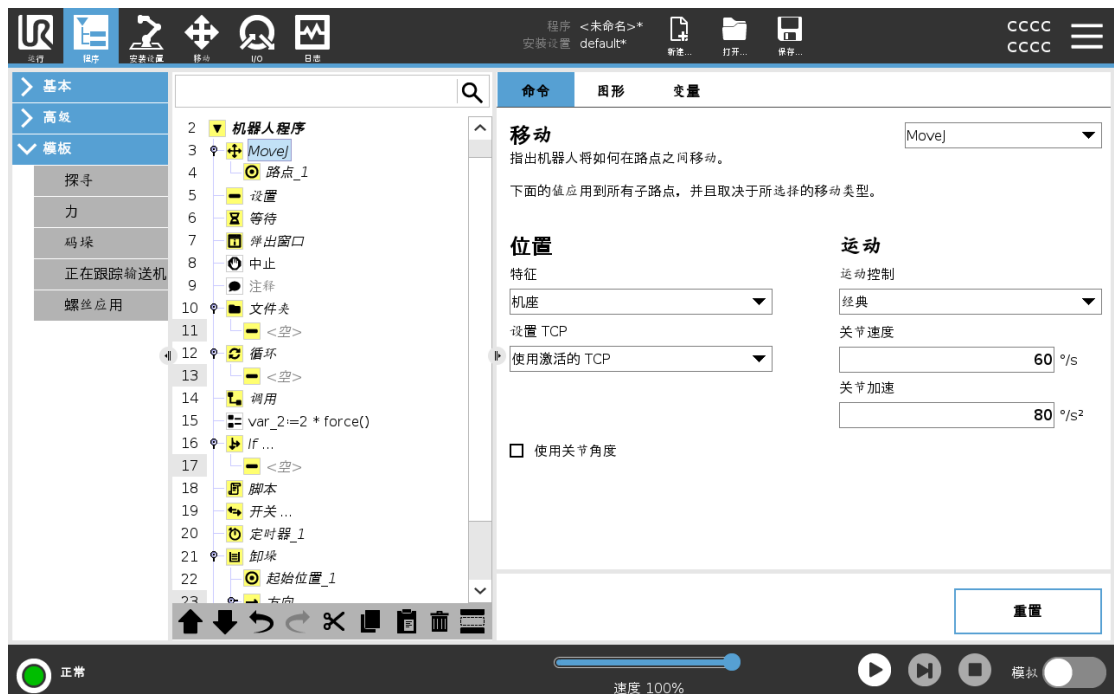 程序 <未命名>*
安装设置 default*
CCCC
CCCC
运行
程序
安装设置
移动
I/O
日志
新建...
打开...
保存...
基本
高级
模板
探寻
力
码垛
正在跟踪输送机
螺丝应用
2 机器人程序
3 MoveJ
4 路点_1
5 设置
6 等待
7 弹出窗口
8 中止
9 注释
10 文件夹
11 <空>
12 循环
13 <空>
14 调用
15 var_2≔2 * force()
16 If ...
17 <空>
18 脚本
19 开关 ...
20 定时器_1
21 卸垛
22 起始位置_1
23 方向
命令
图形
变量
移动
MoveJ
指出机器人将如何在路点之间移动。
下面的值应用到所有子路点，并且取决于所选择的移动类型。
位置
特征
机座
设置 TCP
使用激活的 TCP
使用关节角度
运动
运动控制
经典
关节速度
60 °/s
关节加速
80 °/s²
重置
正常
速度 100%
模拟